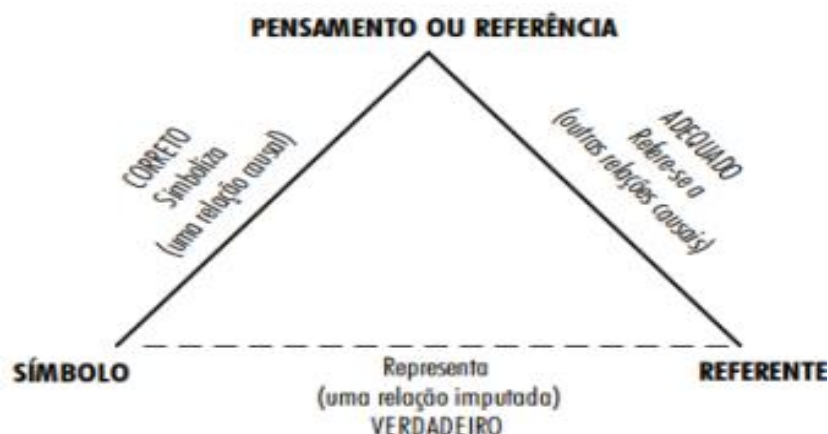 PENSAMENTO OU REFERÊNCIA
CORRETO
Simboliza
(uma relação causal)
ADEQUADO
Refere-se a
(outras relações causais)
SÍMBOLO
REFERENTE
Representa
(uma relação imputada)
VERDADEIRO